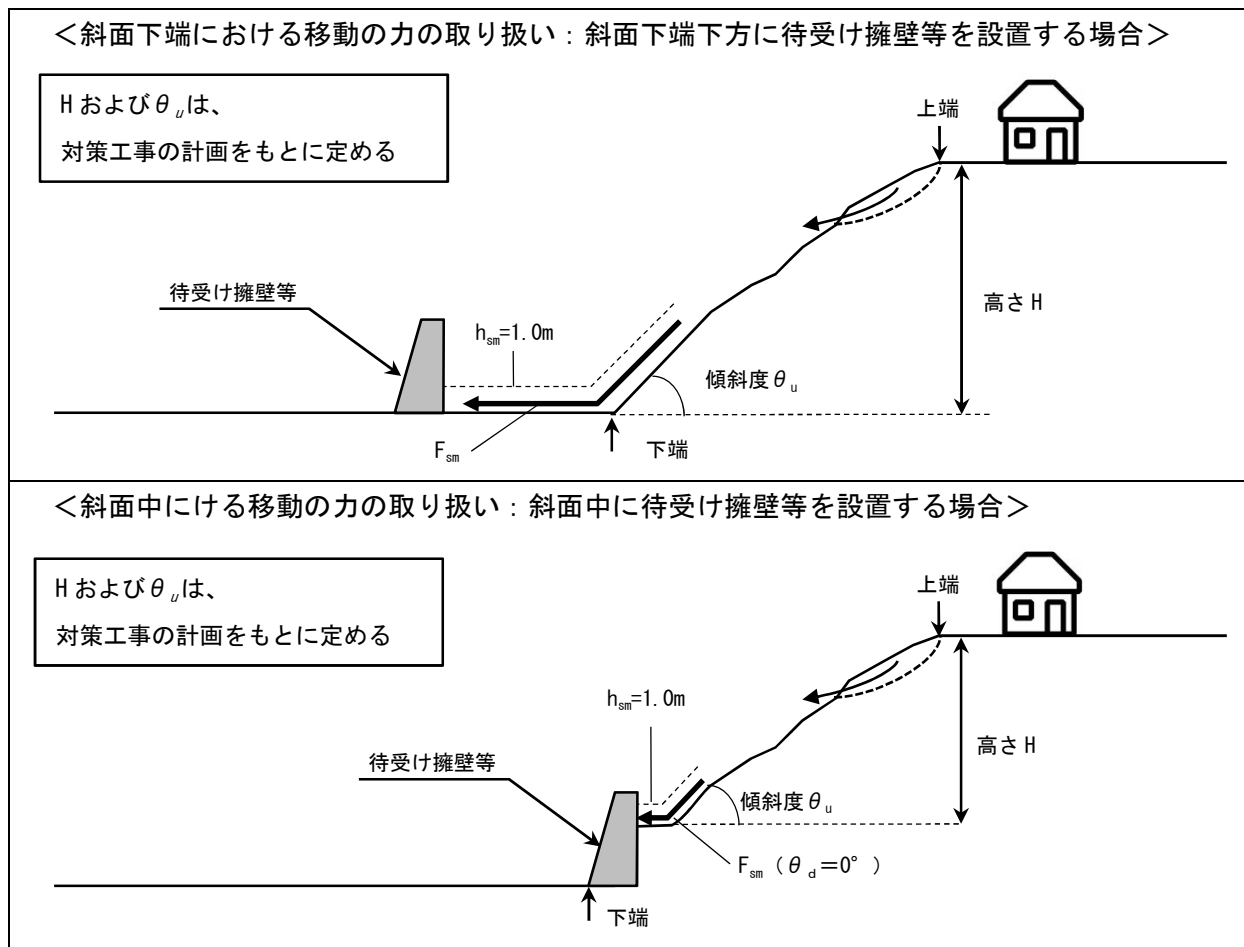 ＜斜面下端における移動の力の取り扱い：斜面下端下方に待受け擁壁等を設置する場合＞
Hおよびθuは、
対策工事の計画をもとに定める
上端
待受け擁壁等
hsm=1.0m
高さH
傾斜度θu
Fsm
下端
＜斜面中にける移動の力の取り扱い：斜面中に待受け擁壁等を設置する場合＞
Hおよびθuは、
対策工事の計画をもとに定める
上端
hsm=1.0m
高さH
待受け擁壁等
傾斜度θu
Fsm（θd＝0°）
下端